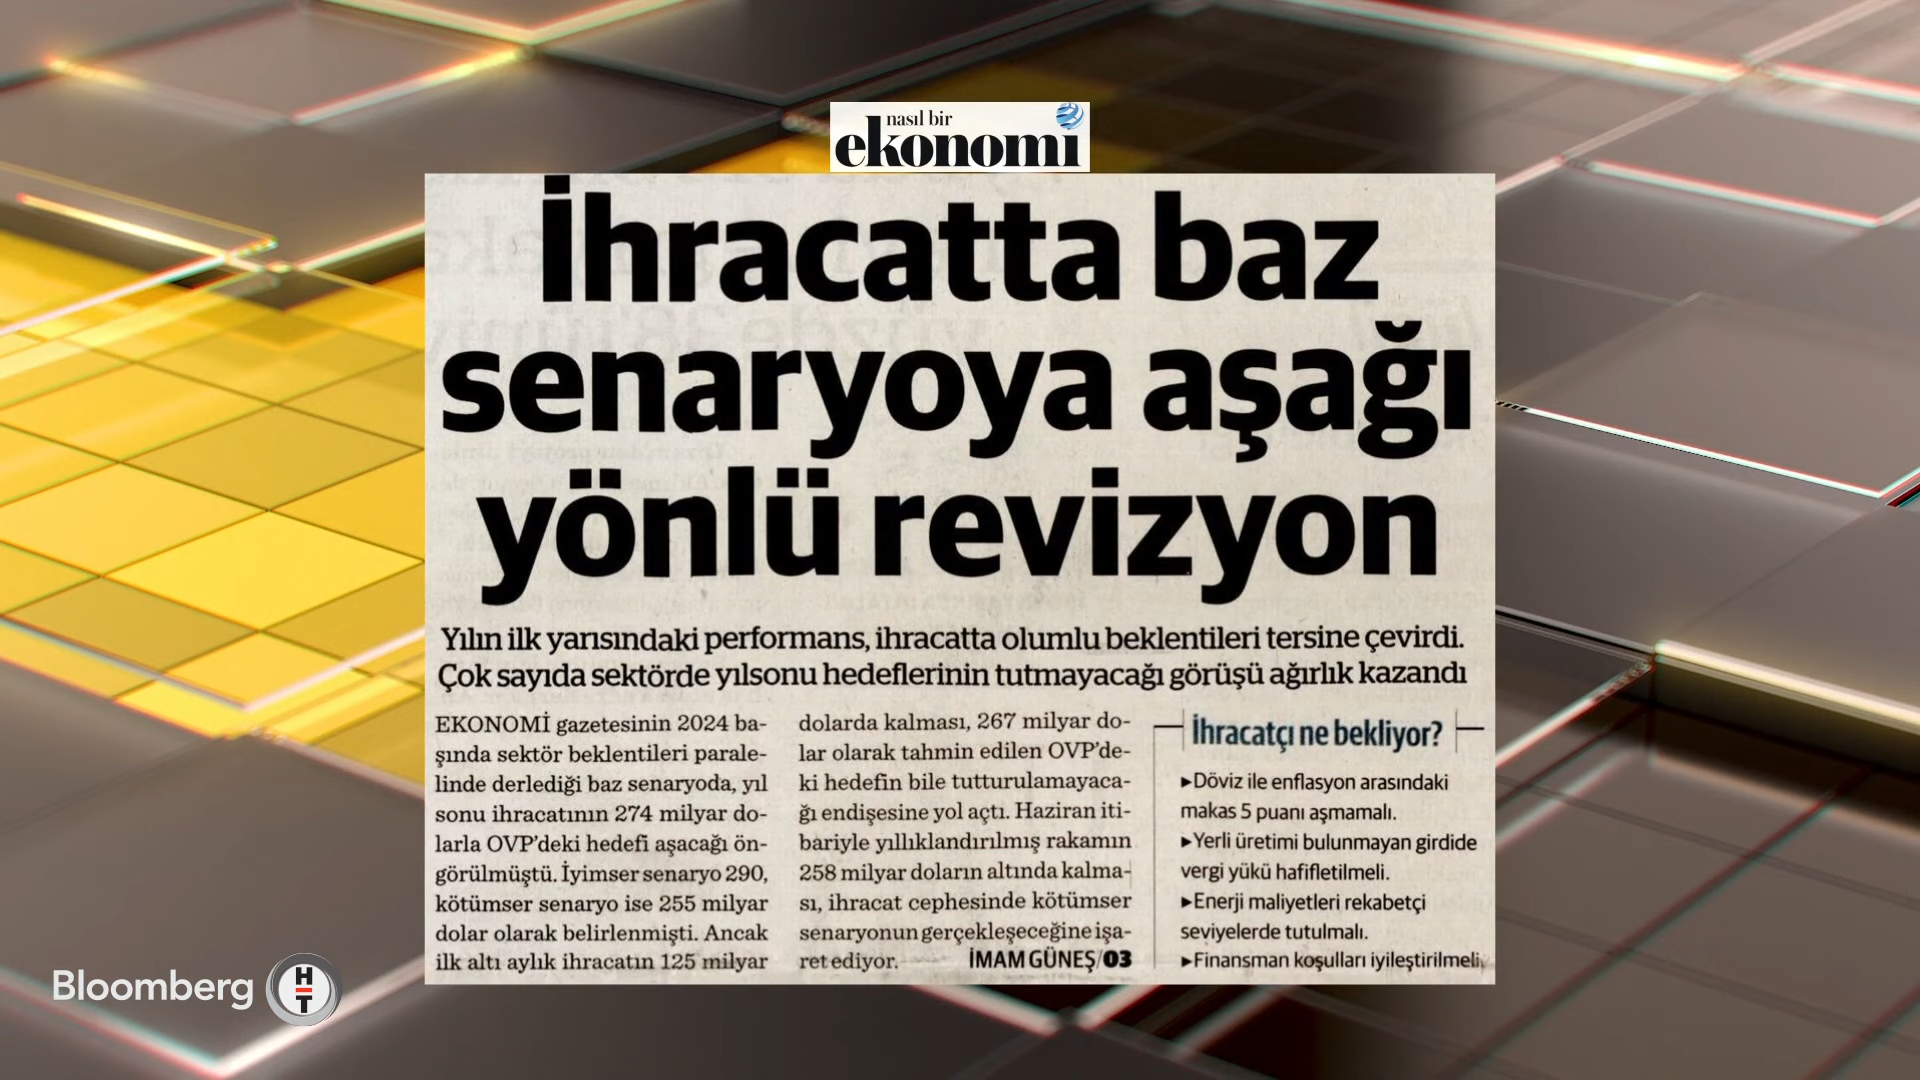 nasıl bir
ekonomi
İhracatta baz
senaryoya aşağı
yönlü revizyon
Yılın ilk yarısındaki performans, ihracatta olumlu beklentileri tersine çevirdi.
Çok sayıda sektörde yılsonu hedeflerinin tutmayacağı görüşü ağırlık kazandı
EKONOMİ gazetesinin 2024 ba-
şında sektör beklentileri parale-
linde derlediği baz senaryoda, yıl
sonu ihracatının 274 milyar do-
larla OVP'deki hedefi aşacağı ön-
görülmüştü. İyimser senaryo 290,
kötümser senaryo ise 255 milyar
dolar olarak belirlenmişti. Ancak
ilk altı aylık ihracatın 125 milyar
dolarda kalması, 267 milyar do-
lar olarak tahmin edilen OVP'de-
ki hedefin bile tutturulamayaca-
ğı endişesine yol açtı. Haziran iti-
bariyle yıllıklandırılmış rakamın
258 milyar doların altında kalma-
sı, ihracat cephesinde kötümser
senaryonun gerçekleşeceğine işa-
ret ediyor. İMAM GÜNEŞ/03
İhracatçı ne bekliyor?
▸Döviz ile enflasyon arasındaki
makas 5 puanı aşmamalı.
▸Yerli üretimi bulunmayan girdide
vergi yükü hafifletilmeli.
▸Enerji maliyetleri rekabetçi
seviyelerde tutulmalı.
▸Finansman koşulları iyileştirilmeli.
Bloomberg HT